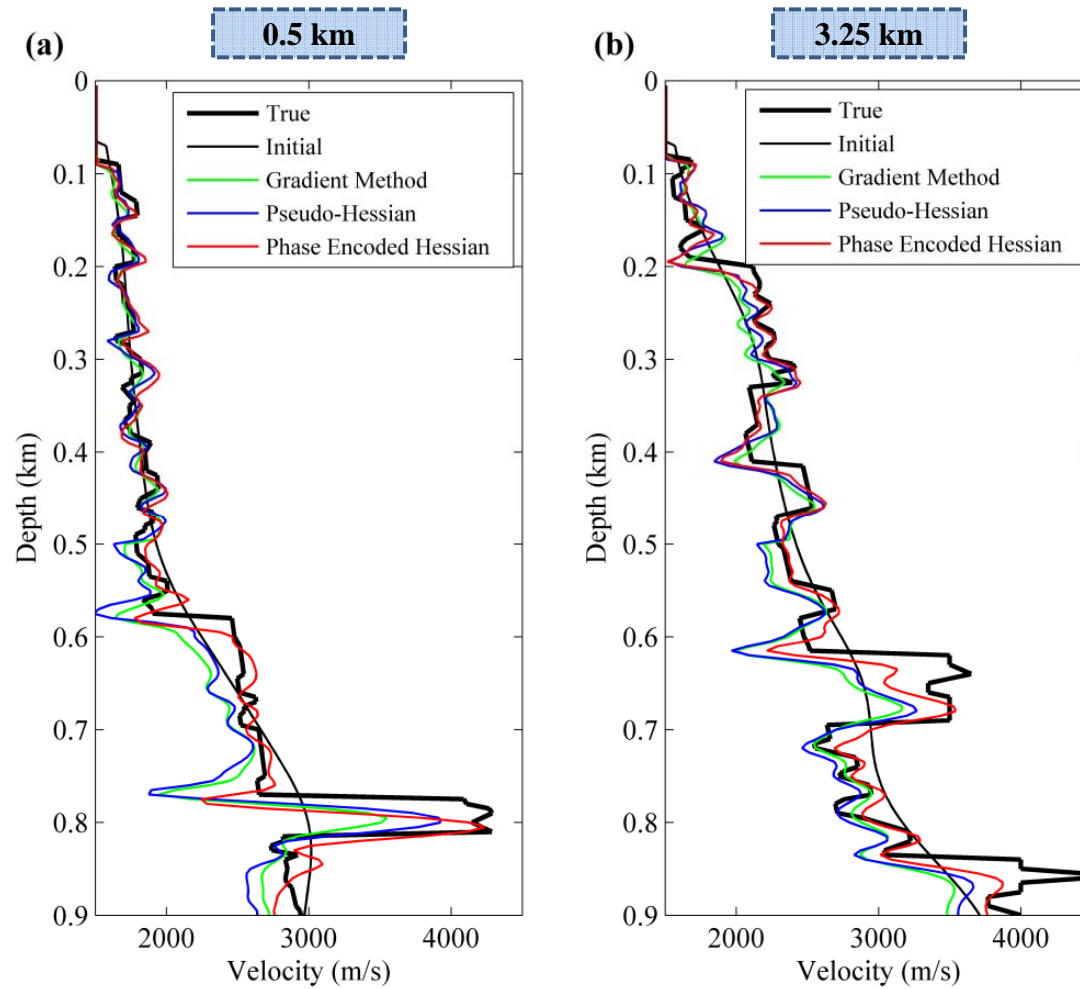 (a)
0.5 km
0
0.1
0.2
0.3
0.4
0.5
0.6
0.7
0.8
0.9
Depth (km)
True
Initial
Gradient Method
Pseudo-Hessian
Phase Encoded Hessian
2000 3000 4000
Velocity (m/s)
(b)
3.25 km
0
0.1
0.2
0.3
0.4
0.5
0.6
0.7
0.8
0.9
Depth (km)
True
Initial
Gradient Method
Pseudo-Hessian
Phase Encoded Hessian
2000 3000 4000
Velocity (m/s)